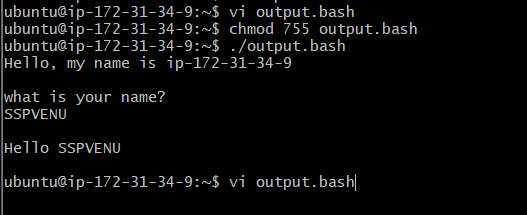 ubuntu@ip-172-31-34-9:~$ vi output.bash
ubuntu@ip-172-31-34-9:~$ chmod 755 output.bash
ubuntu@ip-172-31-34-9:~$ ./output.bash
Hello, my name is ip-172-31-34-9
what is your name?
SSPVENU
Hello SSPVENU
ubuntu@ip-172-31-34-9:~$ vi output.bash